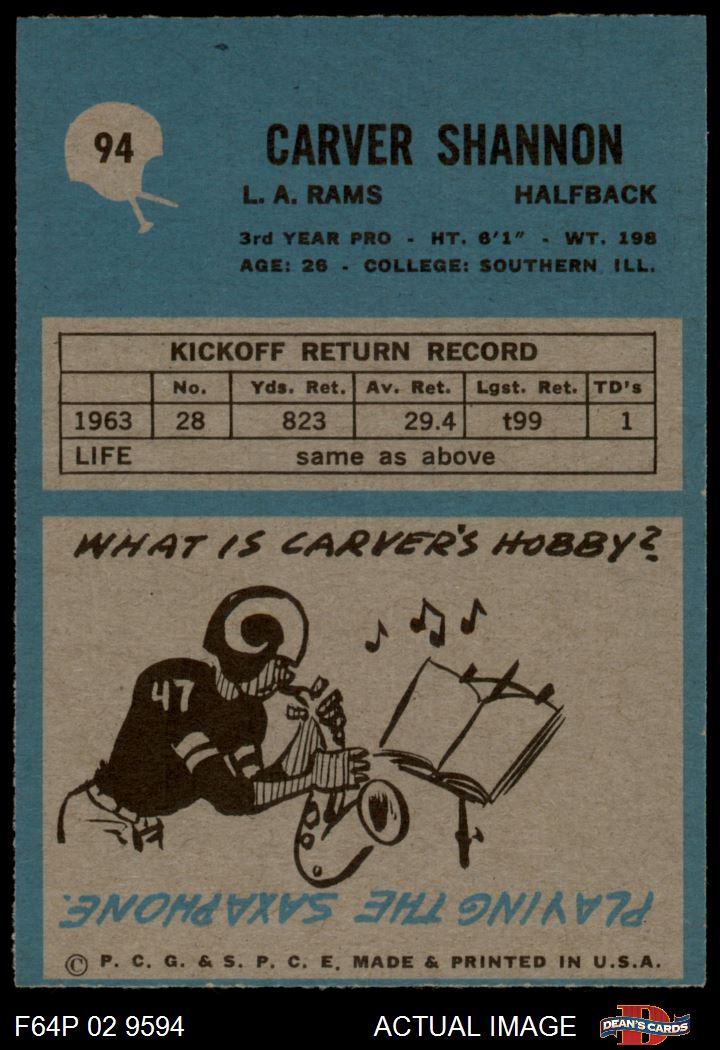 94
CARVER SHANNON
L. A. RAMS HALFBACK
3rd YEAR PRO - HT. 6'1" - WT. 198
AGE: 26 - COLLEGE: SOUTHERN ILL.
KICKOFF RETURN RECORD
No. Yds. Ret. Av. Ret. Lgst. Ret. TD's
1963 28 823 29.4 t99 1
LIFE same as above
WHAT IS CARVER'S HOBBY?
47
PLAYING THE SAXAPHONE.
© P. C. G. & S. P. C. E. MADE & PRINTED IN U.S.A.
F64P 02 9594 ACTUAL IMAGE D DEAN'S CARDS